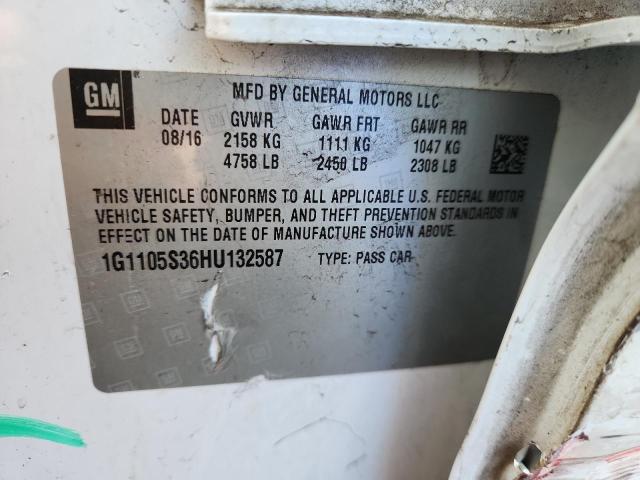 GM
MFD BY GENERAL MOTORS LLC
DATE GVWR GAWR FRT GAWR RR
08/16 2158 KG 1111 KG 1047 KG
4758 LB 2450 LB 2308 LB
THIS VEHICLE CONFORMS TO ALL APPLICABLE U.S. FEDERAL MOTOR
VEHICLE SAFETY, BUMPER, AND THEFT PREVENTION STANDARDS IN
EFFECT ON THE DATE OF MANUFACTURE SHOWN ABOVE.
1G1105S36HU132587 TYPE: PASS CAR